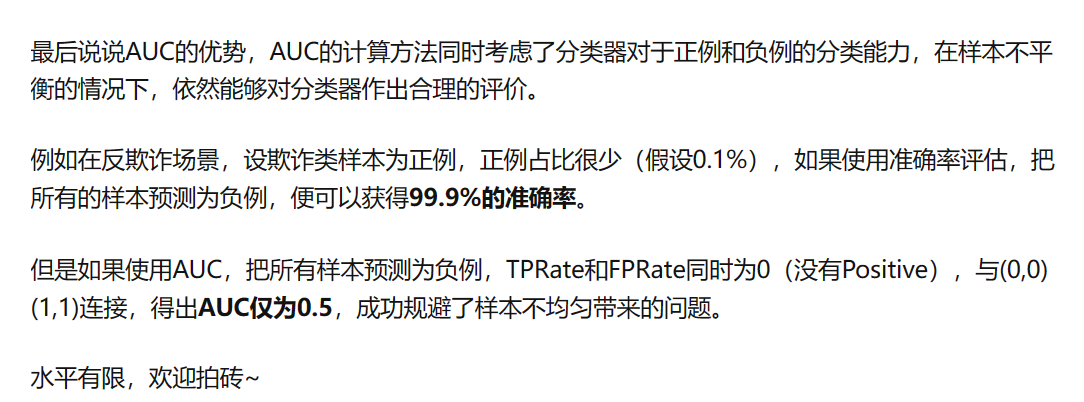 最后说说AUC的优势，AUC的计算方法同时考虑了分类器对于正例和负例的分类能力，在样本不平
衡的情况下，依然能够对分类器作出合理的评价。
例如在反欺诈场景，设欺诈类样本为正例，正例占比很少（假设0.1%），如果使用准确率评估，把
所有的样本预测为负例，便可以获得99.9%的准确率。
但是如果使用AUC，把所有样本预测为负例，TPRate和FPRate同时为0（没有Positive），与(0,0)
(1,1)连接，得出AUC仅为0.5，成功规避了样本不均匀带来的问题。
水平有限，欢迎拍砖~